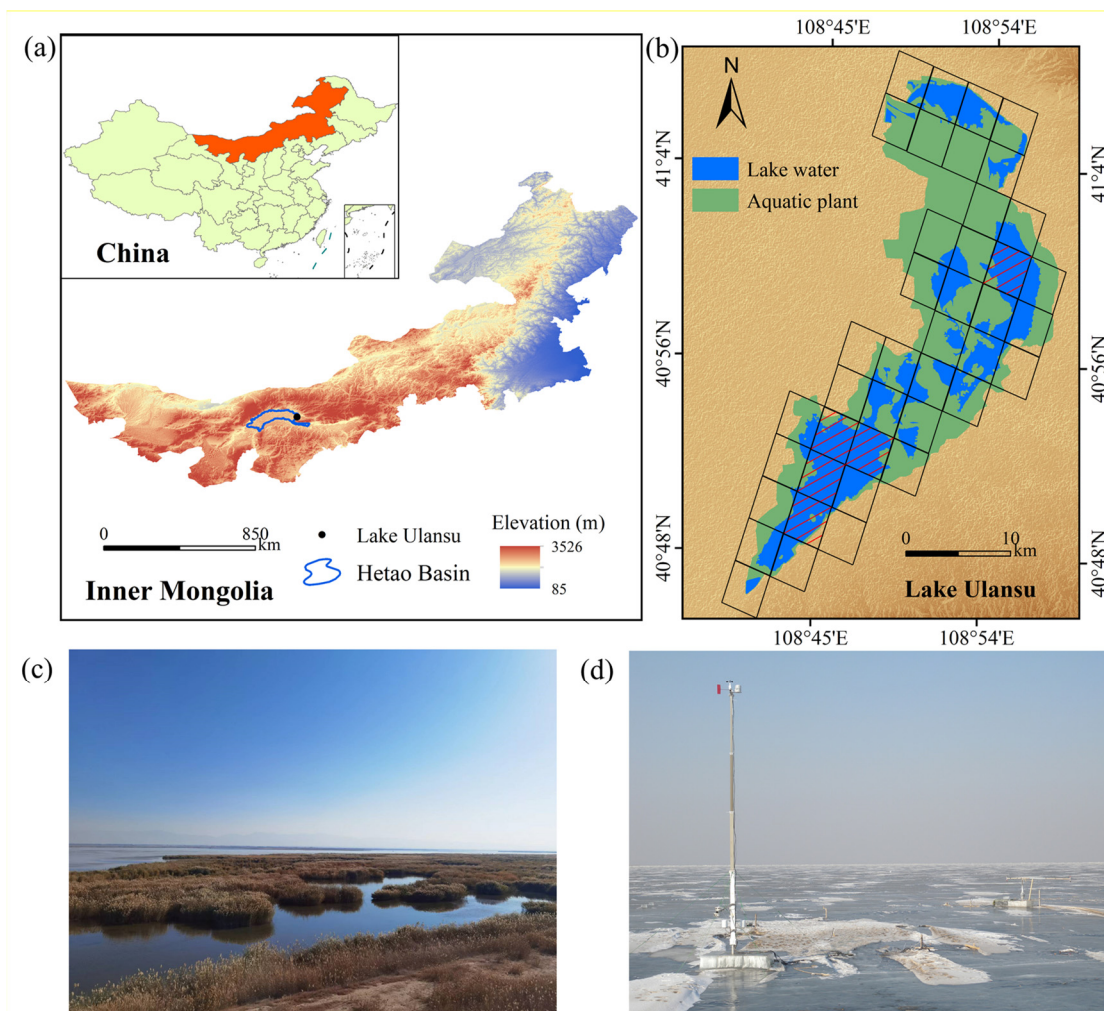 (a)
China
0
850
km
Lake Ulansu
Hetao Basin
Inner Mongolia
Elevation (m)
3526
85
(b)
108°45'E
108°54'E
N
Lake water
Aquatic plant
41°4'N
41°4'N
40°56'N
40°56'N
40°48'N
40°48'N
0
10
km
Lake Ulansu
108°45'E
108°54'E
(c)
(d)